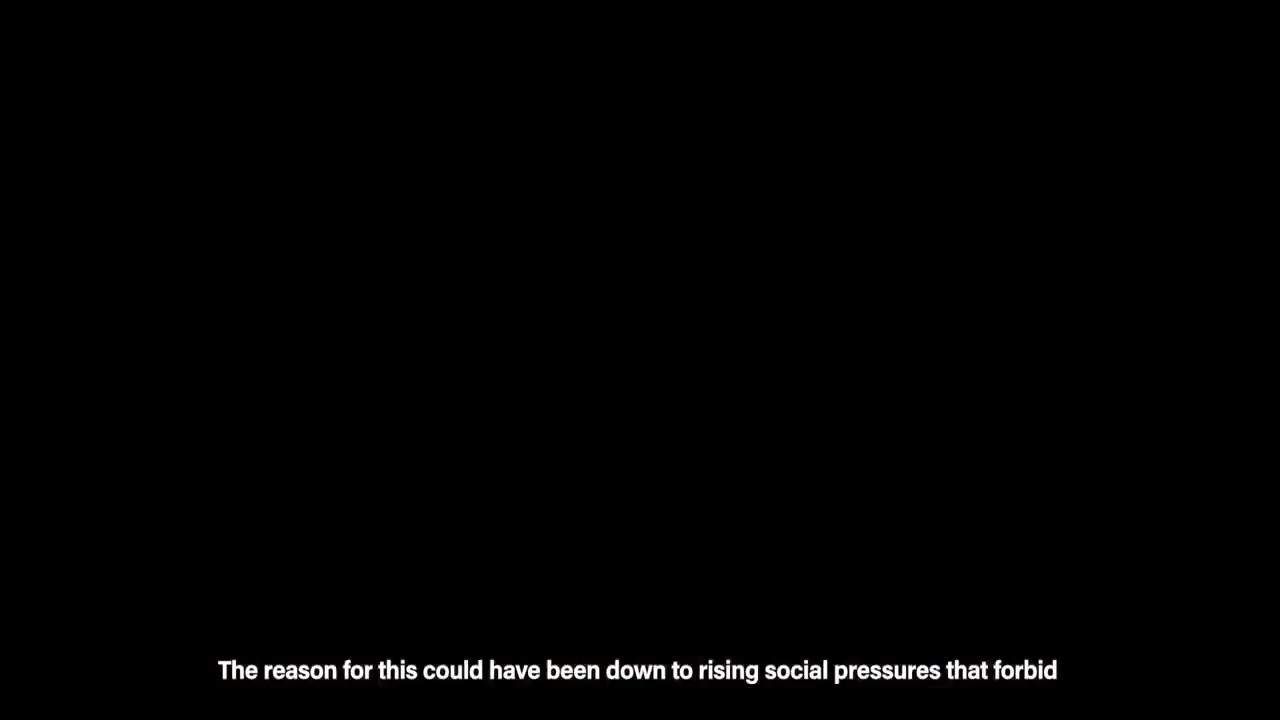 The reason for this could have been down to rising social pressures that forbid